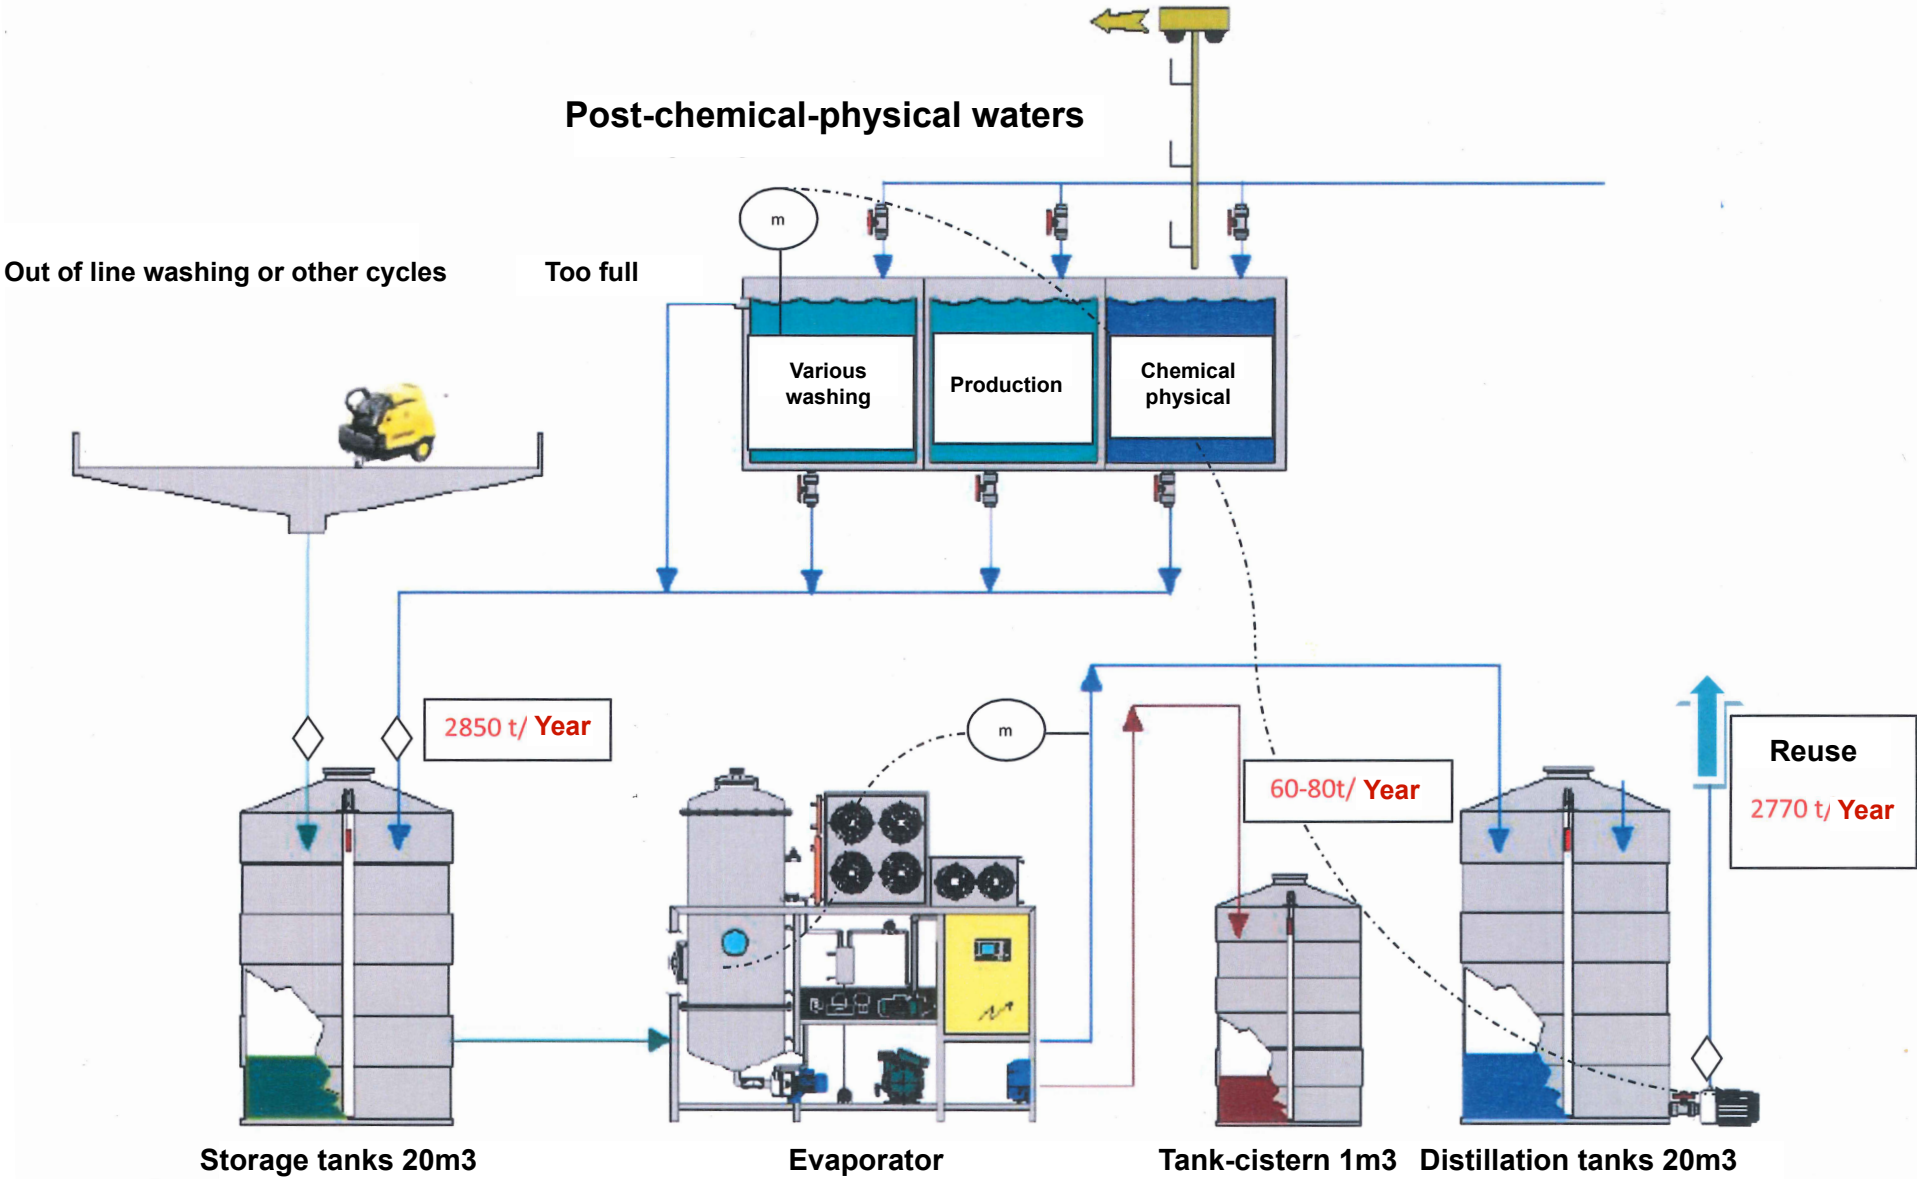 Post-chemical-physical waters
m
Out of line washing or other cycles
Too full
Various
washing
Production
Chemical
physical
2850 t/ Year
m
60-80t/ Year
Reuse
2770 t/ Year
Storage tanks 20m3
Evaporator
Tank-cistern 1m3
Distillation tanks 20m3